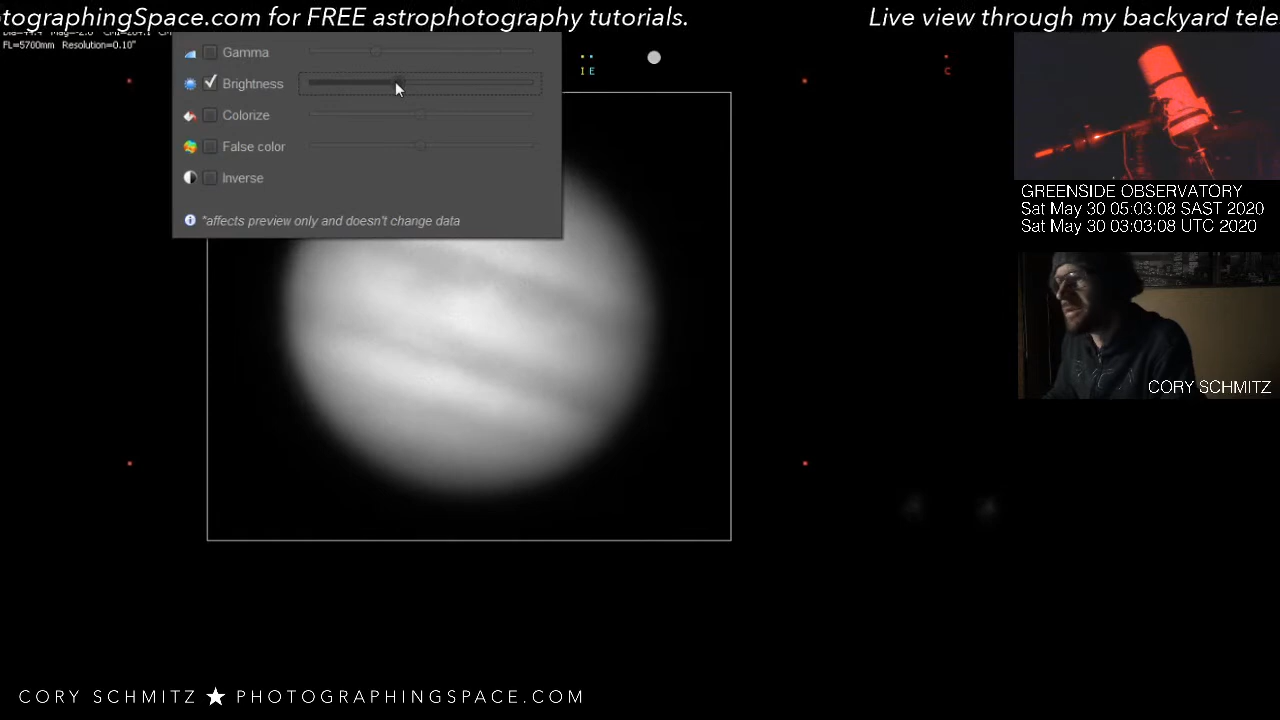 tographingSpace.com for FREE astrophotography tutorials.
Live view through my backyard tele
FL=5700mm Resolution=0.10"
Gamma
I E
C
Brightness
Colorize
False color
Inverse
*affects preview only and doesn't change data
GREENSIDE OBSERVATORY
Sat May 30 05:03:08 SAST 2020
Sat May 30 03:03:08 UTC 2020
CORY SCHMITZ
CORY SCHMITZ ★ PHOTOGRAPHINGSPACE.COM